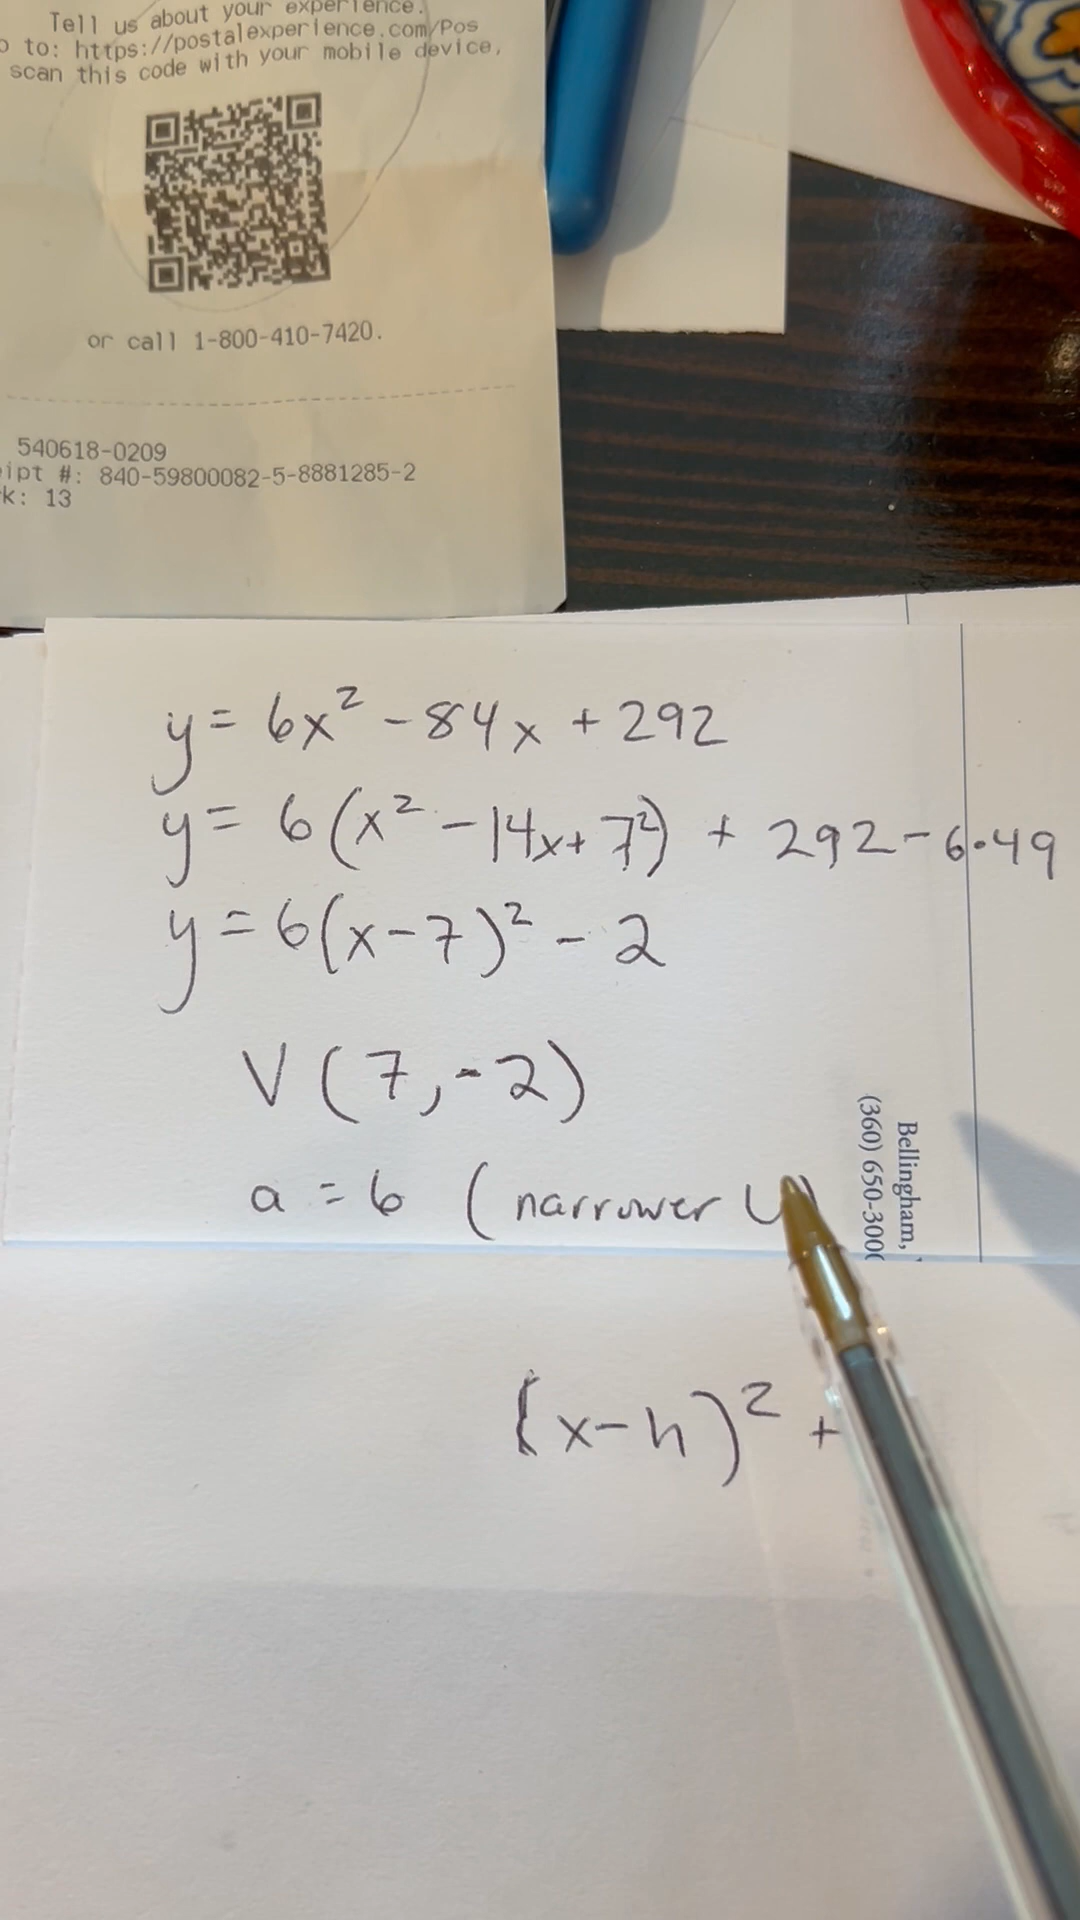 Tell us about your experience.
to: https://postalexperience.com/Pos
scan this code with your mobile device,
or call 1-800-410-7420.
540618-0209
ipt #: 840-59800082-5-8881285-2
k: 13
y = 6x² - 84x + 292
y = 6(x² - 14x + 7²) + 292 - 6·49
y = 6(x-7)² - 2
V(7,-2)
a = 6 (narrower U)
Bellingham,
(360) 650-300
(x-h)² +